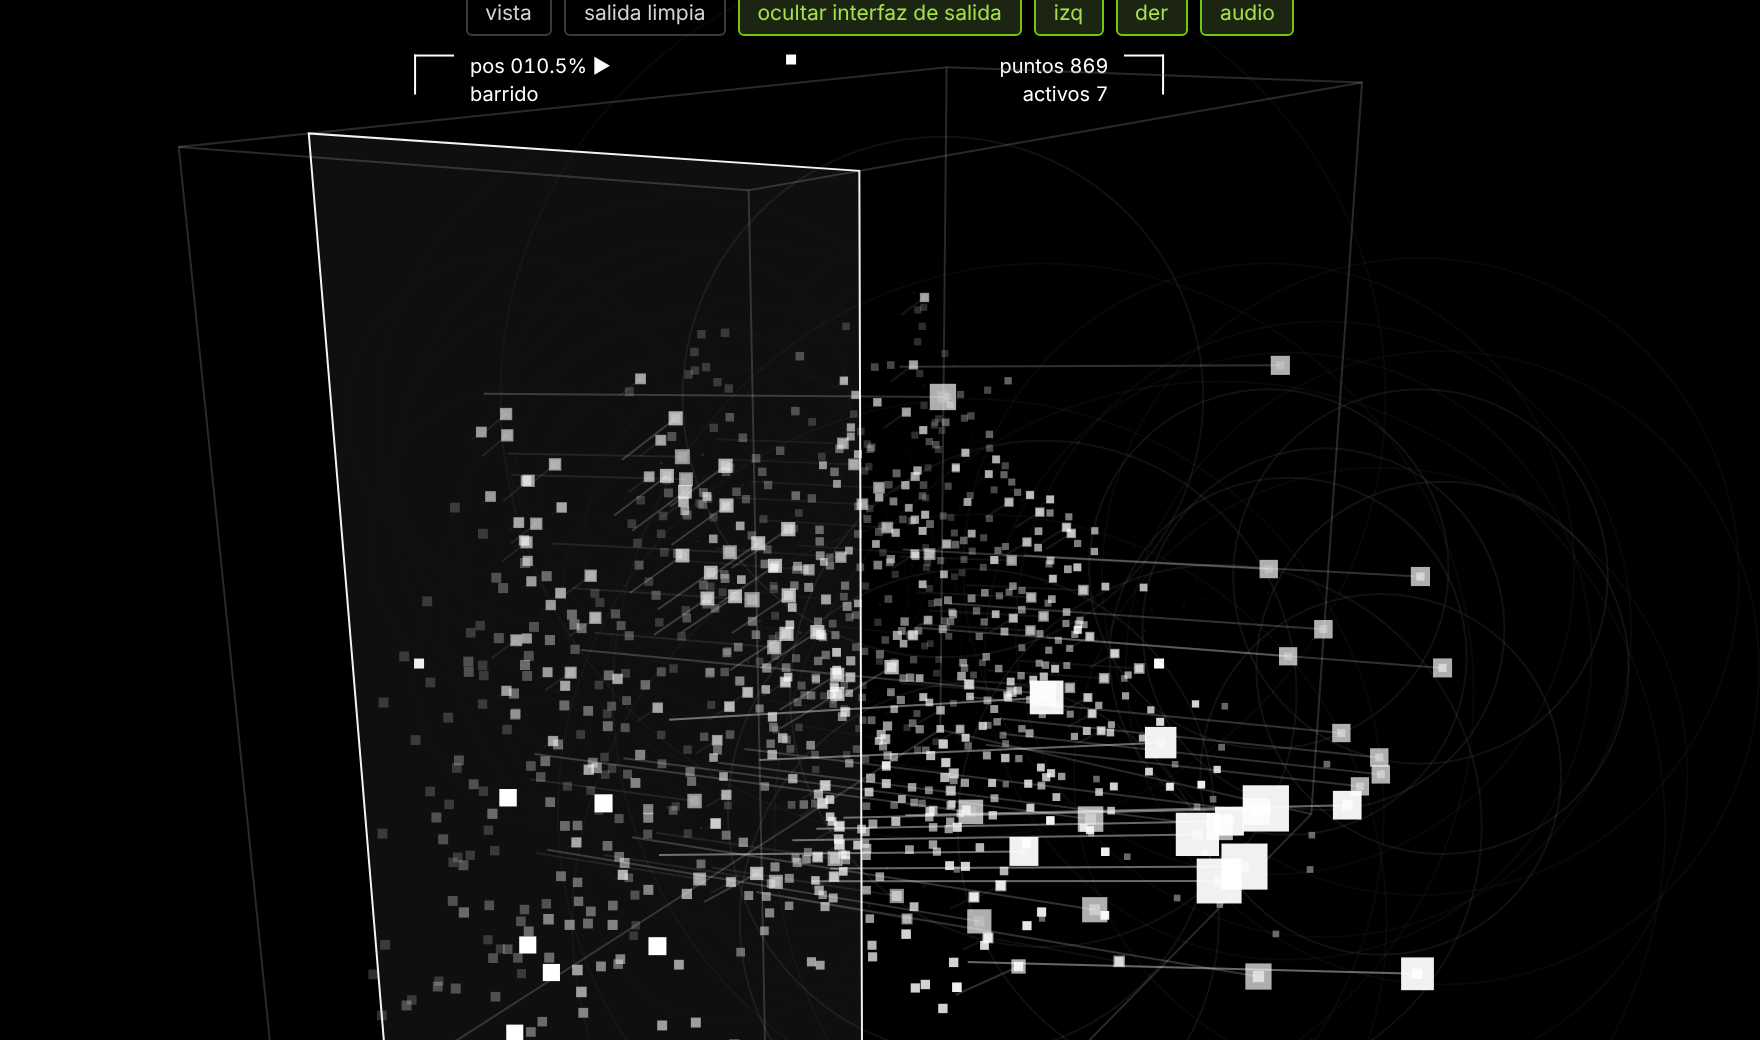 vista salida limpia ocultar interfaz de salida izq der audio
pos 010.5% ▶ puntos 869
barrido activos 7